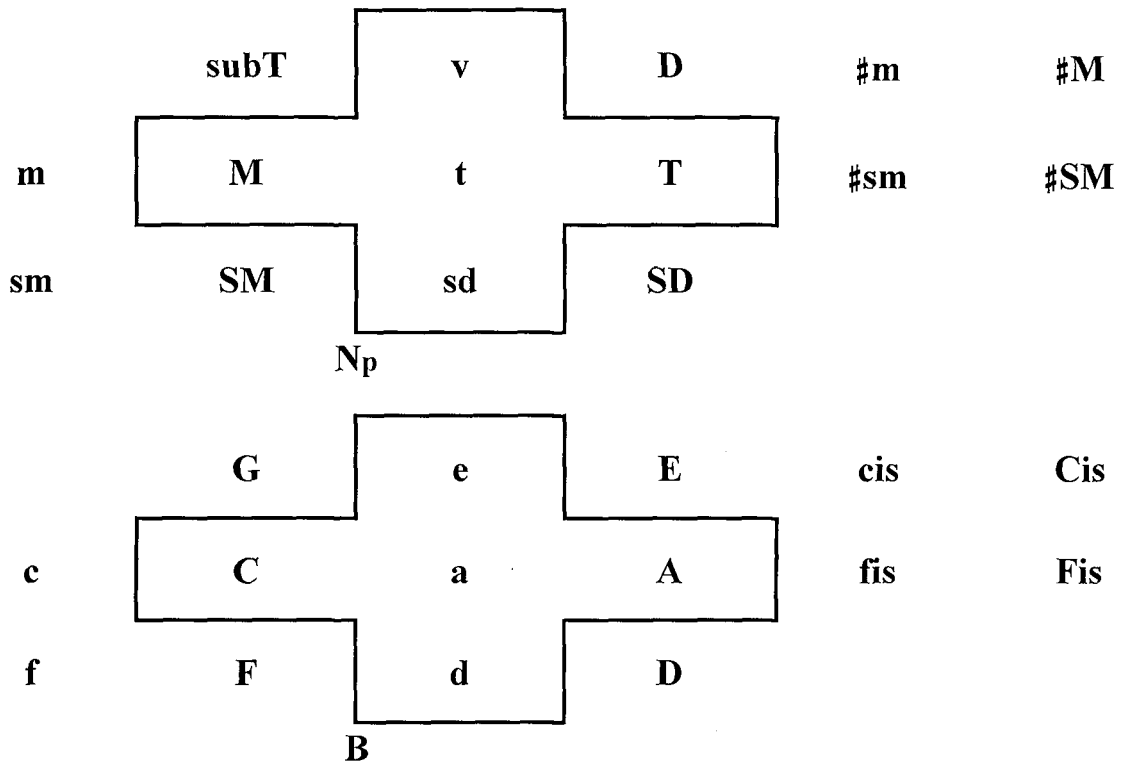 subT v D ♯m ♯M
m M t T ♯sm ♯SM
sm SM sd SD
Np
G e E cis Cis
c C a A fis Fis
f F d D
B